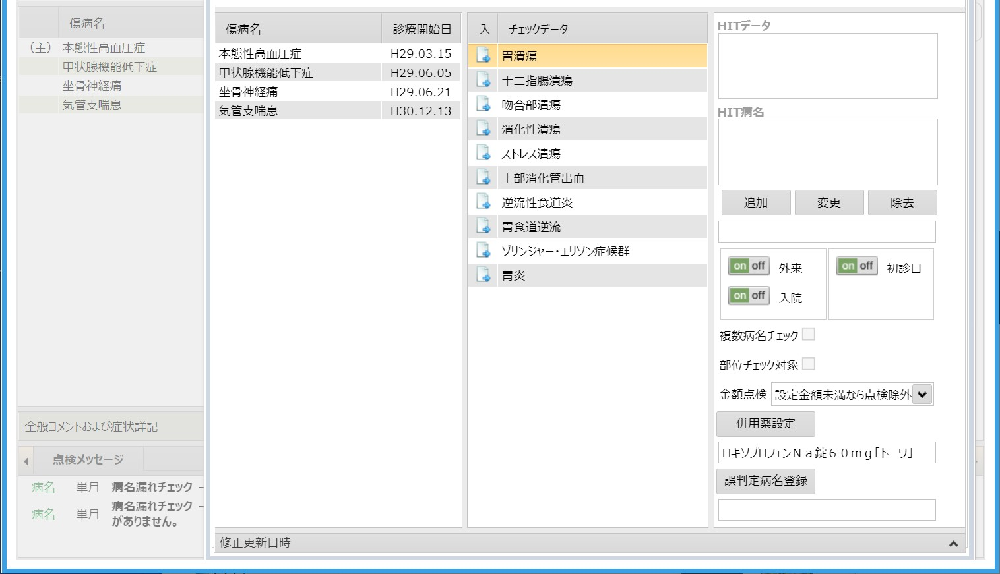 傷病名
（主） 本態性高血圧症
甲状腺機能低下症
坐骨神経痛
気管支喘息
全般コメントおよび症状詳記
点検メッセージ
病名 単月 病名漏れチェック －
病名 単月 病名漏れチェック －
がありません。
傷病名 診療開始日
本態性高血圧症 H29.03.15
甲状腺機能低下症 H29.06.05
坐骨神経痛 H29.06.21
気管支喘息 H30.12.13
入 チェックデータ
胃潰瘍
十二指腸潰瘍
吻合部潰瘍
消化性潰瘍
ストレス潰瘍
上部消化管出血
逆流性食道炎
胃食道逆流
ゾリンジャー・エリソン症候群
胃炎
HITデータ
HIT病名
追加 変更 除去
on off 外来 on off 初診日
on off 入院
複数病名チェック
部位チェック対象
金額点検 設定金額未満なら点検除外
併用薬設定
ロキソプロフェンＮａ錠６０ｍｇ「トーワ」
誤判定病名登録
修正更新日時